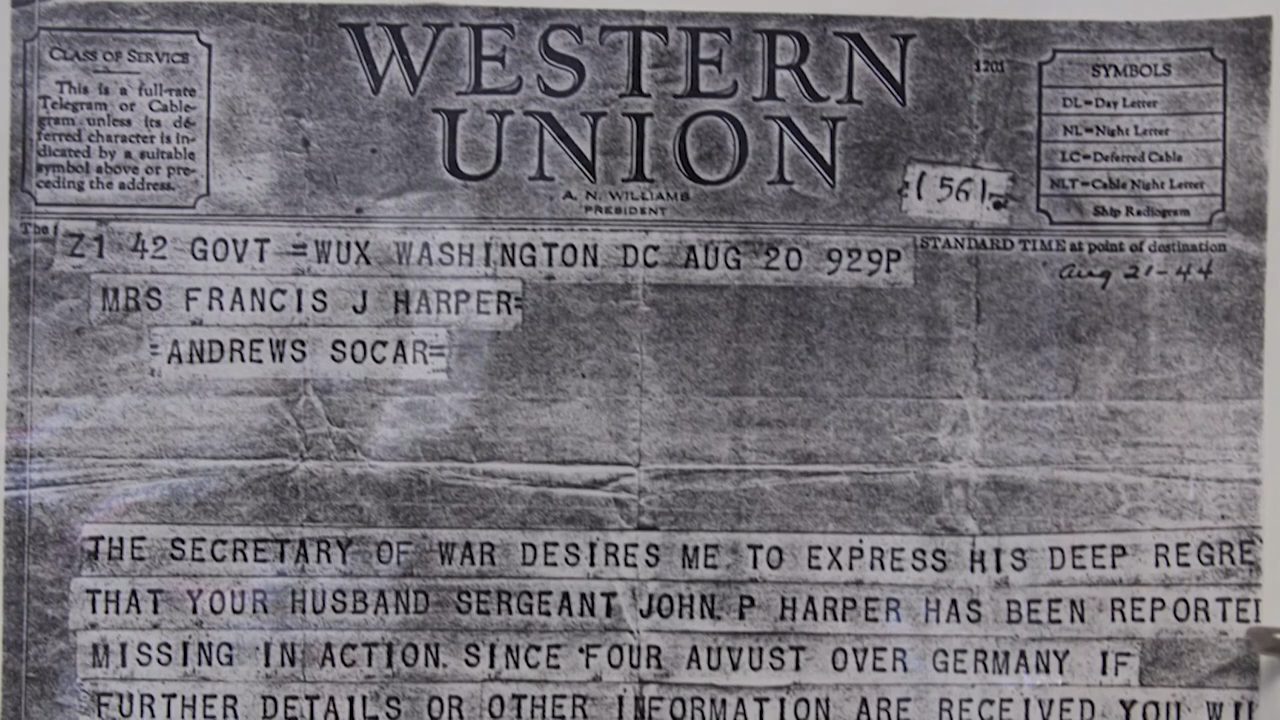 CLASS OF SERVICE
This is a full-rate
Telegram or Cable-
gram unless its de-
ferred character is in-
dicated by a suitable
symbol above or pre-
ceding the address.
WESTERN
UNION
A. N. WILLIAMS
PRESIDENT
1201
(56)
SYMBOLS
DL=Day Letter
NL=Night Letter
LC=Deferred Cable
NLT=Cable Night Letter
Ship Radiogram
The
STANDARD TIME at point of destination
Z1 42 GOVT =WUX WASHINGTON DC AUG 20 929P
Aug 21-44
MRS FRANCIS J HARPER=
=ANDREWS SOCAR=
THE SECRETARY OF WAR DESIRES ME TO EXPRESS HIS DEEP REGRE
THAT YOUR HUSBAND SERGEANT JOHN P HARPER HAS BEEN REPORTE
MISSING IN ACTION SINCE FOUR AUVUST OVER GERMANY IF
FURTHER DETAILS OR OTHER INFORMATION ARE RECEIVED YOU WIL